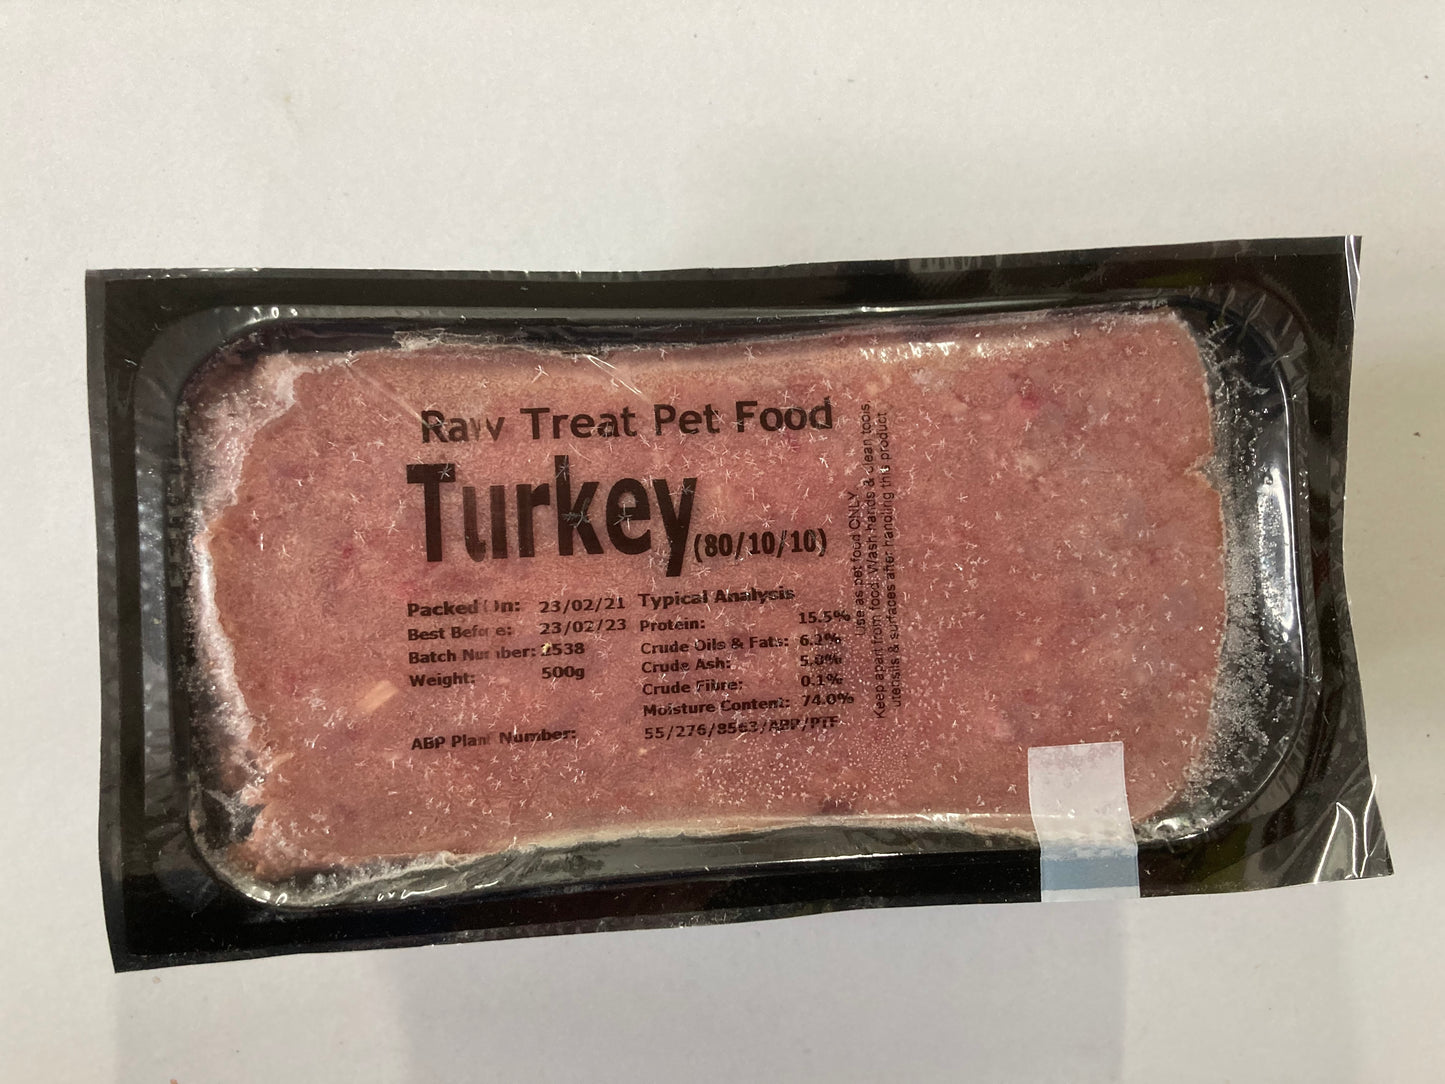 Raw Treat Pet Food
Turkey (80/10/10)
Packed On: 23/02/21
Best Before: 23/02/23
Batch Number: 2538
Weight: 500g
Typical Analysis
Protein: 15.5%
Crude Oils & Fats: 6.2%
Crude Ash: 5.0%
Crude Fibre: 0.1%
Moisture Content: 74.0%
ABP Plant Number: 55/276/8563/ABP/PTF
Use as pet food ONLY
Keep apart from food. Wash hands & clean tools,
utensils & surfaces after handling this product